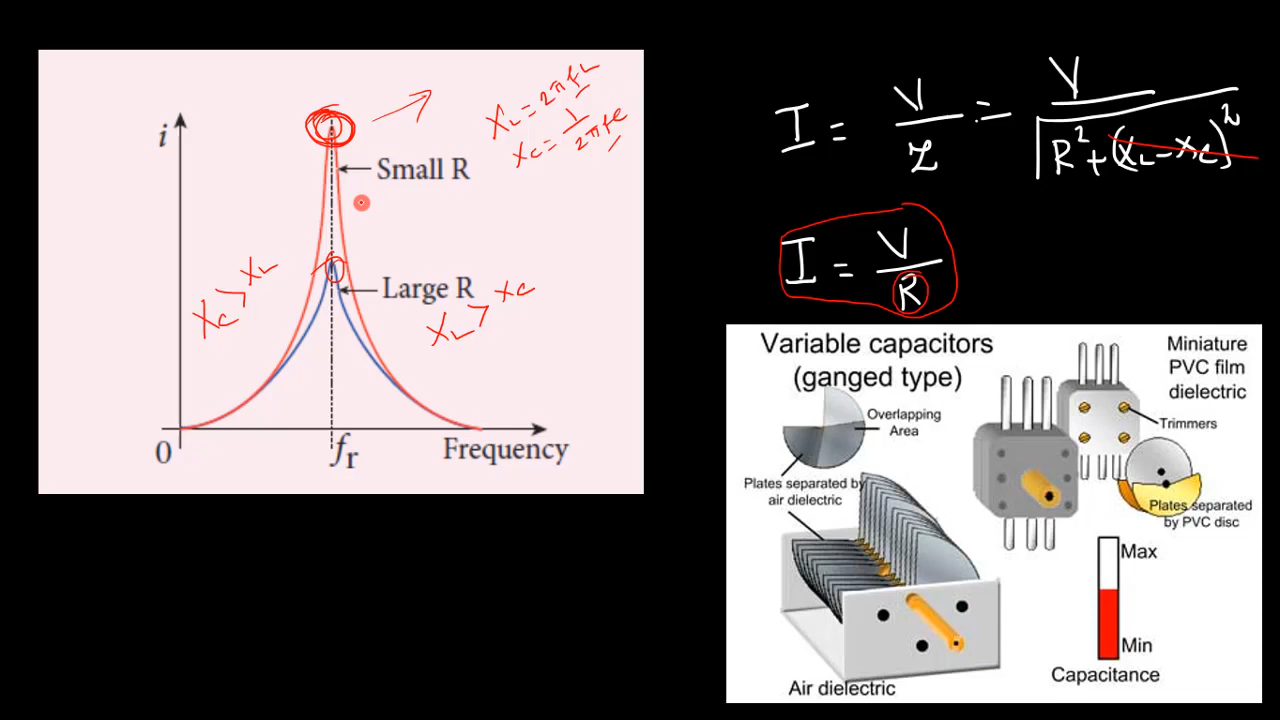 i
Small R
Large R
0
fr
Frequency
XL = 2πfL
XC = 1/2πfC
XC > XL
XL > XC
I = V/Z = V/√R² + (XL - XC)²
I = V/R
Variable capacitors
(ganged type)
Overlapping
Area
Plates separated by
air dielectric
Air dielectric
Miniature
PVC film
dielectric
Trimmers
Plates separated
by PVC disc
Max
Min
Capacitance